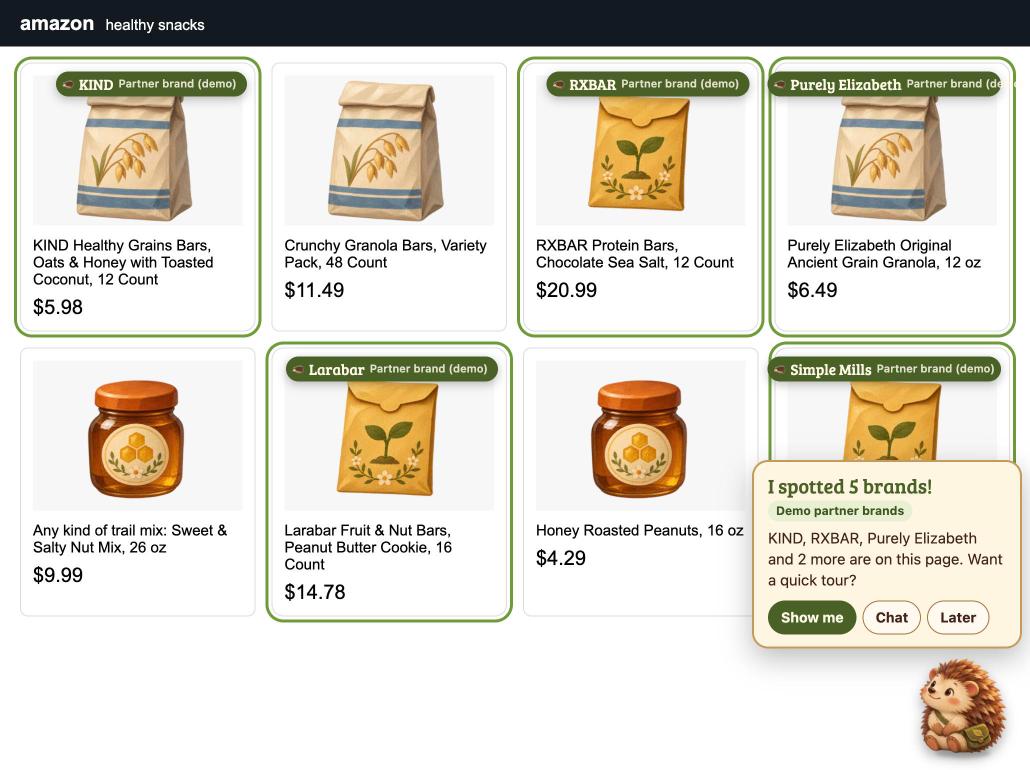 amazon healthy snacks
KIND Partner brand (demo)
RXBAR Partner brand (demo)
Purely Elizabeth Partner brand (demo)
KIND Healthy Grains Bars,
Oats & Honey with Toasted
Coconut, 12 Count
$5.98
Crunchy Granola Bars, Variety
Pack, 48 Count
$11.49
RXBAR Protein Bars,
Chocolate Sea Salt, 12 Count
$20.99
Purely Elizabeth Original
Ancient Grain Granola, 12 oz
$6.49
Larabar Partner brand (demo)
Simple Mills Partner brand (demo)
Any kind of trail mix: Sweet &
Salty Nut Mix, 26 oz
$9.99
Larabar Fruit & Nut Bars,
Peanut Butter Cookie, 16
Count
$14.78
Honey Roasted Peanuts, 16 oz
$4.29
I spotted 5 brands!
Demo partner brands
KIND, RXBAR, Purely Elizabeth
and 2 more are on this page. Want
a quick tour?
Show me Chat Later